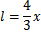 l = 4/3 x